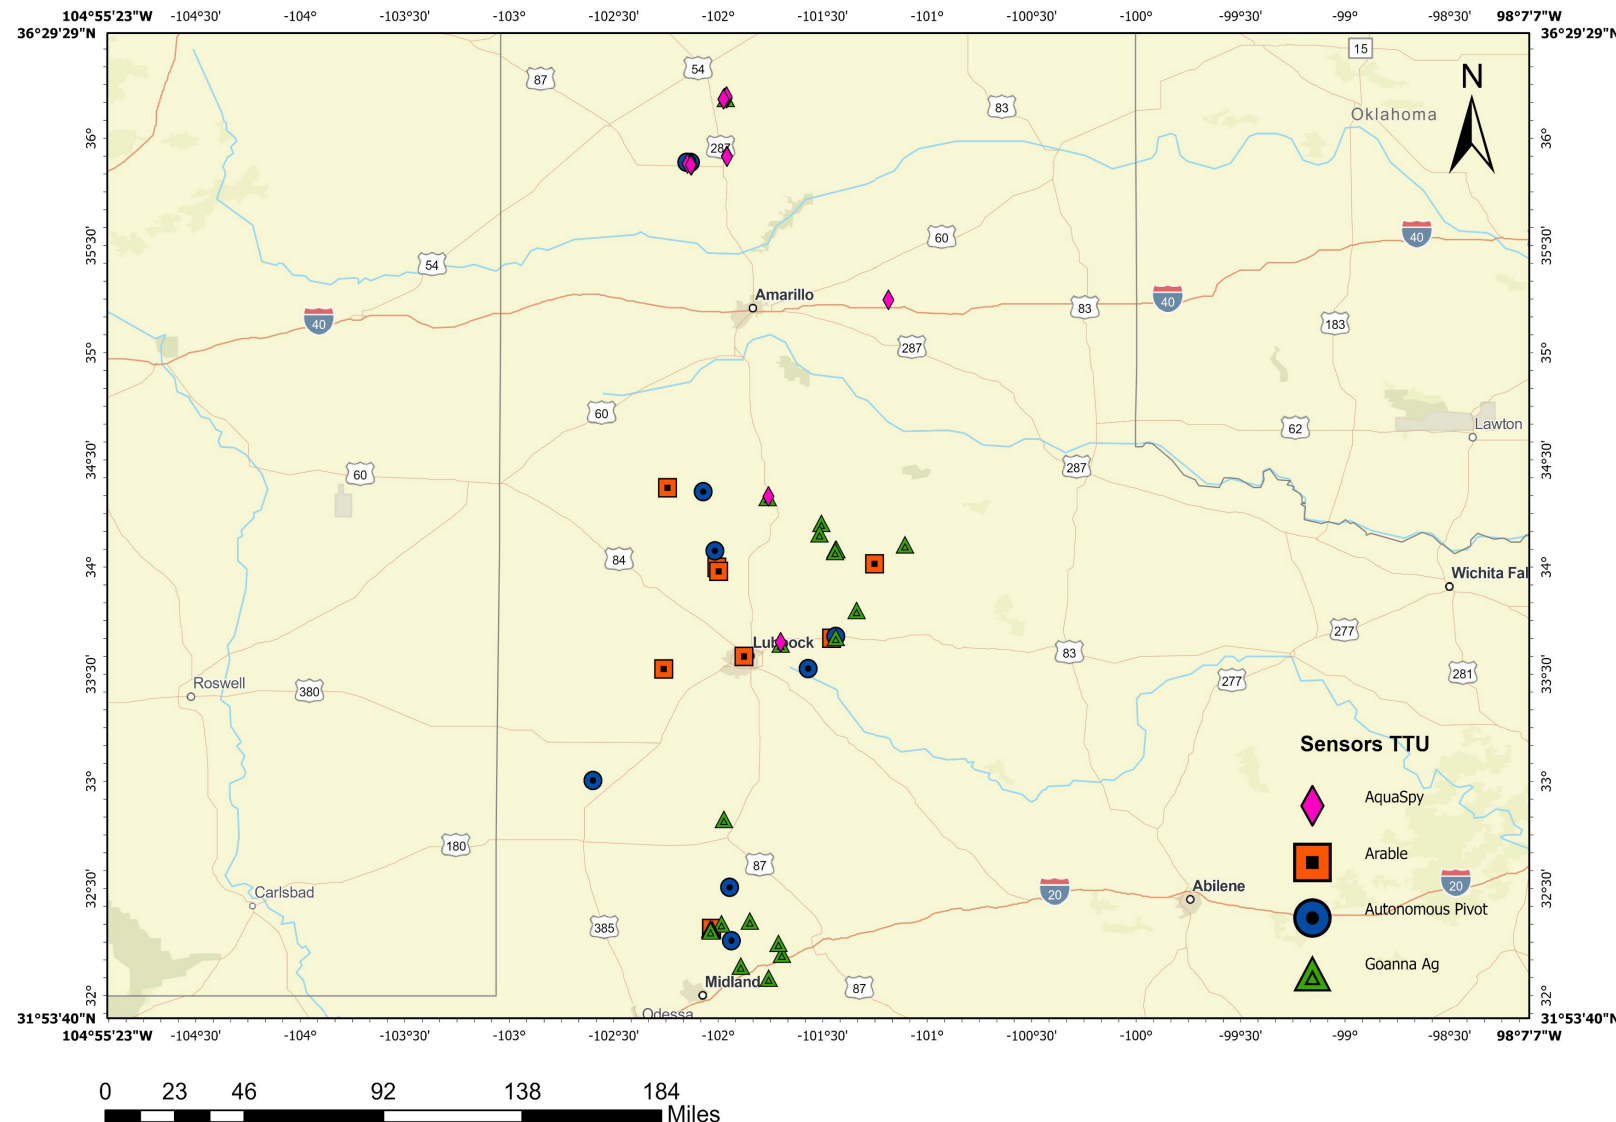 104°55'23"W -104°30' -104° -103°30' -103° -102°30' -102° -101°30' -101° -100°30' -100° -99°30' -99° -98°30' 98°7'7"W
36°29'29"N 36°29'29"N
15
54
87
N
83
Oklahoma
36° 36°
287
60
40
35°30' 35°30'
54
Amarillo
40
83
40
183
287
35° 35°
60
Lawton
62
34°30' 34°30'
287
60
84
34° 34°
Wichita Fal
277
Lubbock
83
33°30' 33°30'
281
Roswell
277
380
Sensors TTU
33° 33°
AquaSpy
180
Arable
87
20
32°30' 32°30'
Abilene
20
Carlsbad
Autonomous Pivot
385
Goanna Ag
Midland
87
32° 32°
Odessa
31°53'40"N 31°53'40"N
104°55'23"W -104°30' -104° -103°30' -103° -102°30' -102° -101°30' -101° -100°30' -100° -99°30' -99° -98°30' 98°7'7"W
0 23 46 92 138 184
Miles